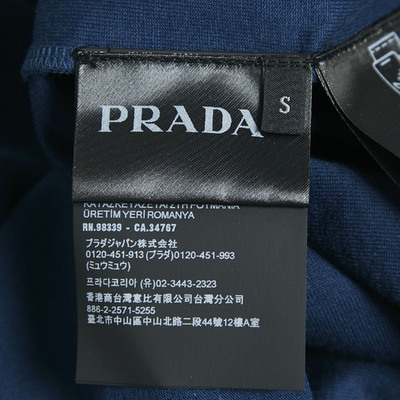 PRADA
S
ÜRETİM YERİ ROMANYA
RN.98339 - CA.34767
プラダジャパン株式会社
0120-451-913 (プラダ) 0120-451-993
(ミュウミュウ)
프라다코리아 (유) 02-3443-2323
香港商台灣意比有限公司台灣分公司
886-2-2571-5255
臺北市中山區中山北路二段44號12樓A室